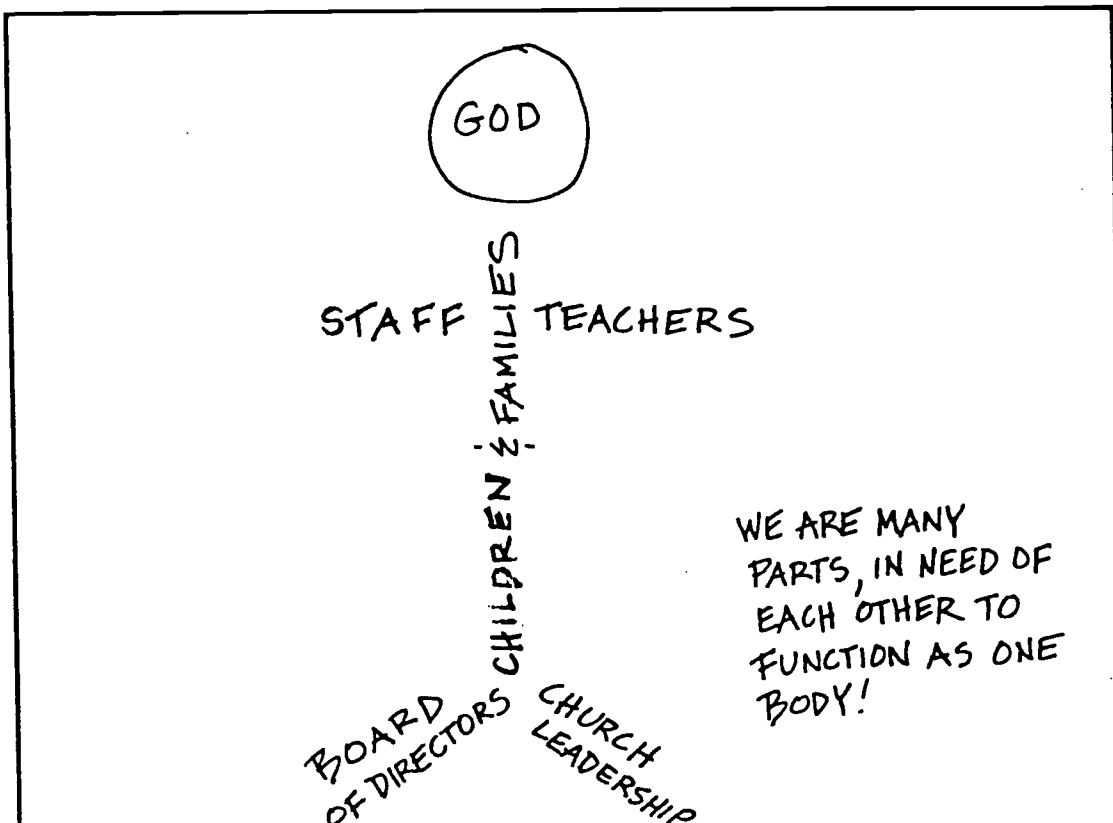 GOD
STAFF
CHILDREN & FAMILIES
TEACHERS
WE ARE MANY
PARTS, IN NEED OF
EACH OTHER TO
FUNCTION AS ONE
BODY!
BOARD
OF DIRECTORS
CHURCH
LEADERSHIP